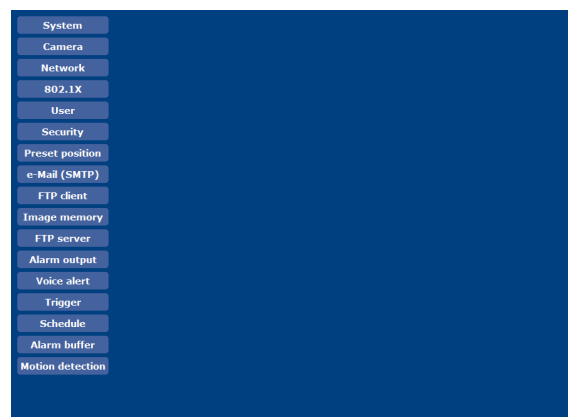 System
Camera
Network
802.1X
User
Security
Preset position
e-Mail (SMTP)
FTP client
Image memory
FTP server
Alarm output
Voice alert
Trigger
Schedule
Alarm buffer
Motion detection